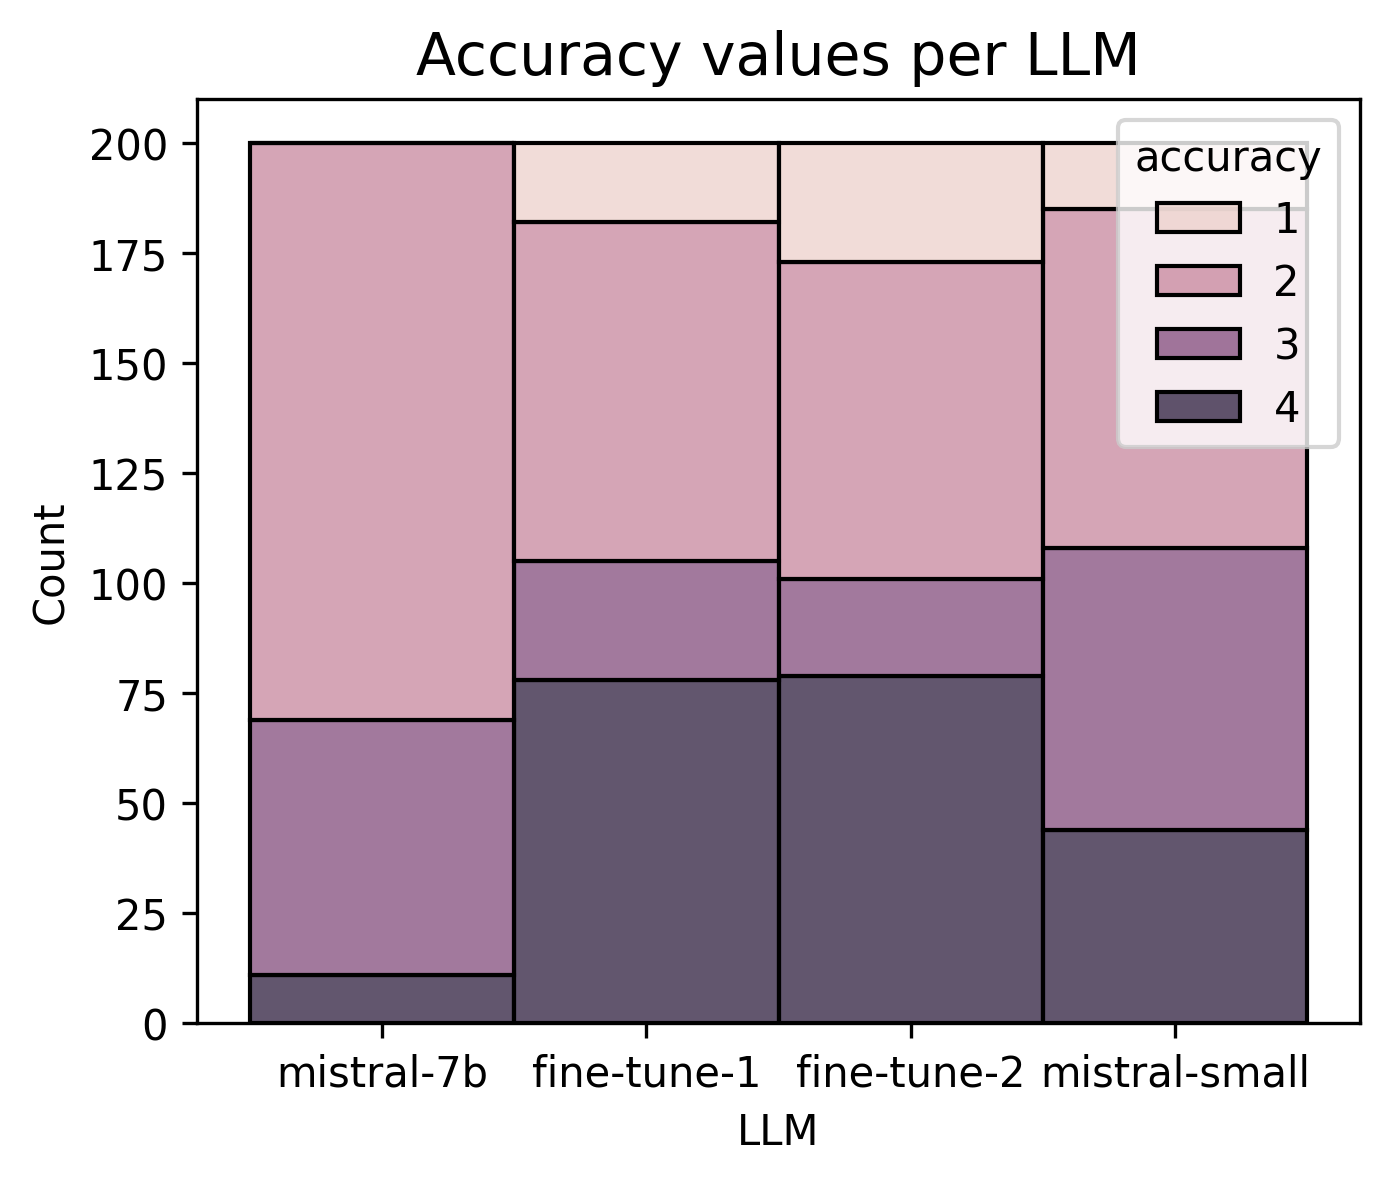 Accuracy values per LLM
accuracy
1
2
3
4
200
175
150
125
100
75
50
25
0
Count
mistral-7b fine-tune-1 fine-tune-2 mistral-small
LLM